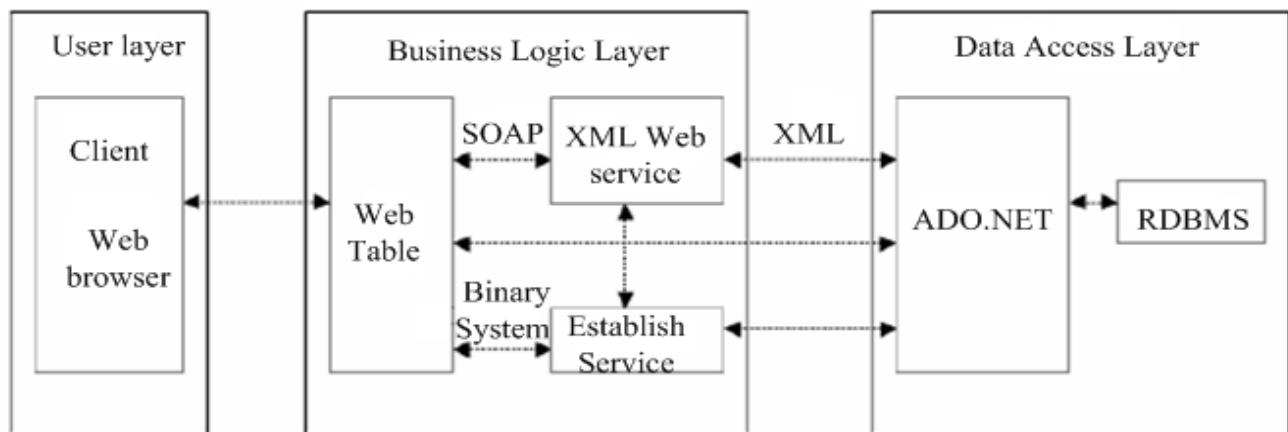 User layer
Client
Web
browser
Business Logic Layer
Web
Table
SOAP
XML Web
service
Binary
System
Establish
Service
XML
Data Access Layer
ADO.NET
RDBMS